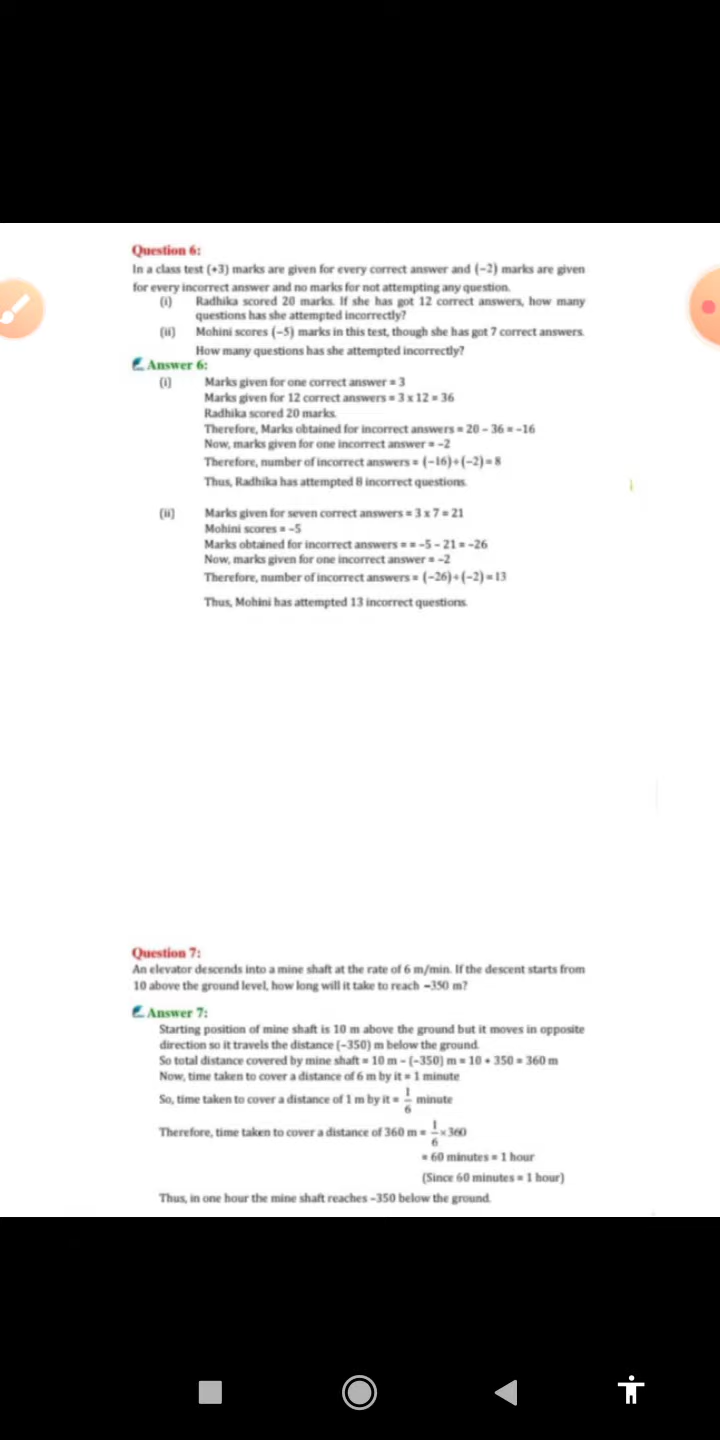 Question 6:
In a class test (+3) marks are given for every correct answer and (−2) marks are given
for every incorrect answer and no marks for not attempting any question.
(i) Radhika scored 20 marks. If she has got 12 correct answers, how many
questions has she attempted incorrectly?
(ii) Mohini scores (−5) marks in this test, though she has got 7 correct answers.
How many questions has she attempted incorrectly?
Answer 6:
(i) Marks given for one correct answer = 3
Marks given for 12 correct answers = 3 x 12 = 36
Radhika scored 20 marks.
Therefore, Marks obtained for incorrect answers = 20 – 36 = –16
Now, marks given for one incorrect answer = –2
Therefore, number of incorrect answers = (−16)÷(−2)=8
Thus, Radhika has attempted 8 incorrect questions.
(ii) Marks given for seven correct answers = 3 x 7 = 21
Mohini scores = –5
Marks obtained for incorrect answers = = –5 – 21 = –26
Now, marks given for one incorrect answer = –2
Therefore, number of incorrect answers = (−26)÷(−2)=13
Thus, Mohini has attempted 13 incorrect questions.
Question 7:
An elevator descends into a mine shaft at the rate of 6 m/min. If the descent starts from
10 above the ground level, how long will it take to reach –350 m?
Answer 7:
Starting position of mine shaft is 10 m above the ground but it moves in opposite
direction so it travels the distance (–350) m below the ground.
So total distance covered by mine shaft = 10 m – (–350) m = 10 + 350 = 360 m
Now, time taken to cover a distance of 6 m by it = 1 minute
So, time taken to cover a distance of 1 m by it = 1/6 minute
Therefore, time taken to cover a distance of 360 m = 1/6 × 360
= 60 minutes = 1 hour
(Since 60 minutes = 1 hour)
Thus, in one hour the mine shaft reaches –350 below the ground.